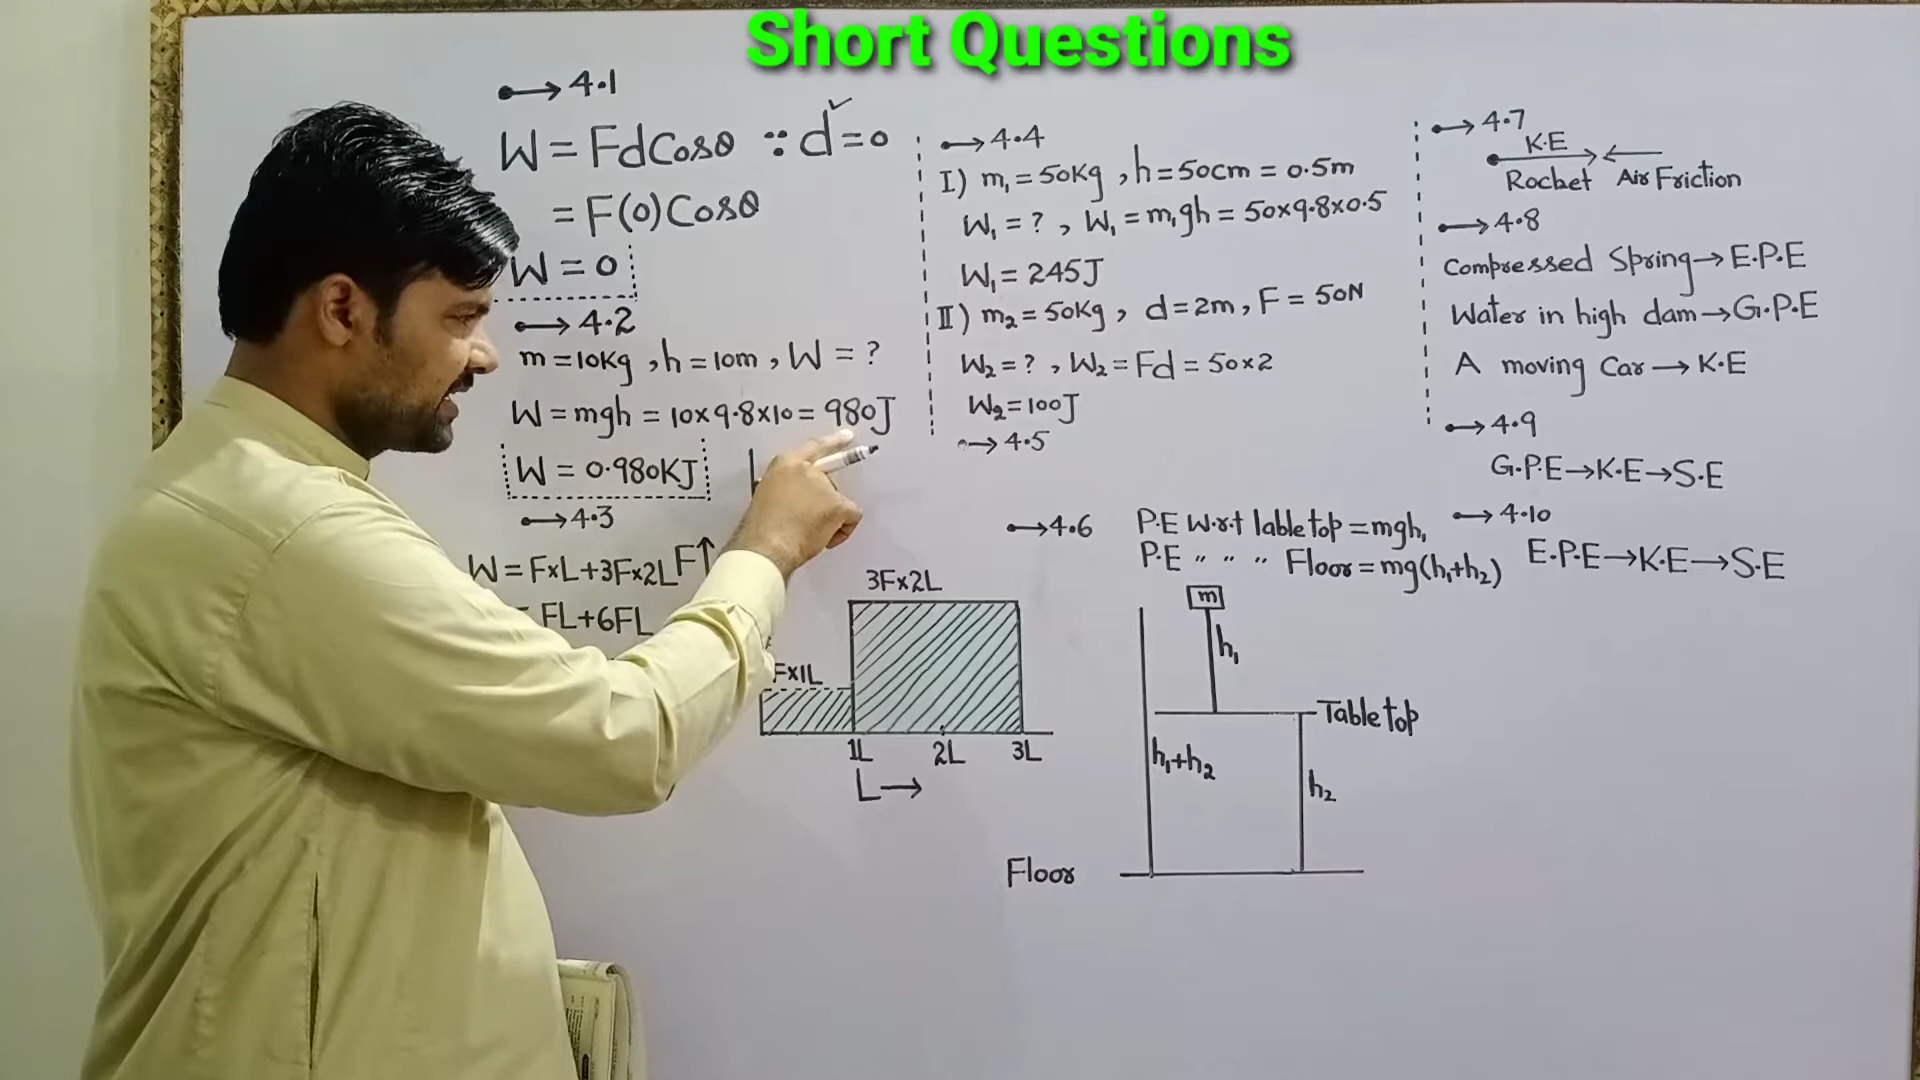 Short Questions
4.1
W = FdCosθ ∵ d = 0
= F(0)Cosθ
W = 0
4.2
m = 10Kg, h = 10m, W = ?
W = mgh = 10×9.8×10 = 980J
W = 0.980KJ
4.3
W = F×L+3F×2L
FL+6FL
F↑
3F×2L
F×1L
1L 2L 3L
L→
4.4
I) m₁ = 50Kg, h = 50cm = 0.5m
W₁ = ?, W₁ = m₁gh = 50×9.8×0.5
W₁ = 245J
II) m₂ = 50Kg, d = 2m, F = 50N
W₂ = ?, W₂ = Fd = 50×2
W₂ = 100J
4.5
4.6
P.E w.r.t lable top = mgh₁
P.E " " " Floor = mg(h₁+h₂)
m
h₁
Table top
h₁+h₂
h₂
Floor
4.7
K.E
Rocket Air Friction
4.8
Compressed Spring→E.P.E
Water in high dam→G.P.E
A moving Car→K.E
4.9
G.P.E→K.E→S.E
4.10
E.P.E→K.E→S.E